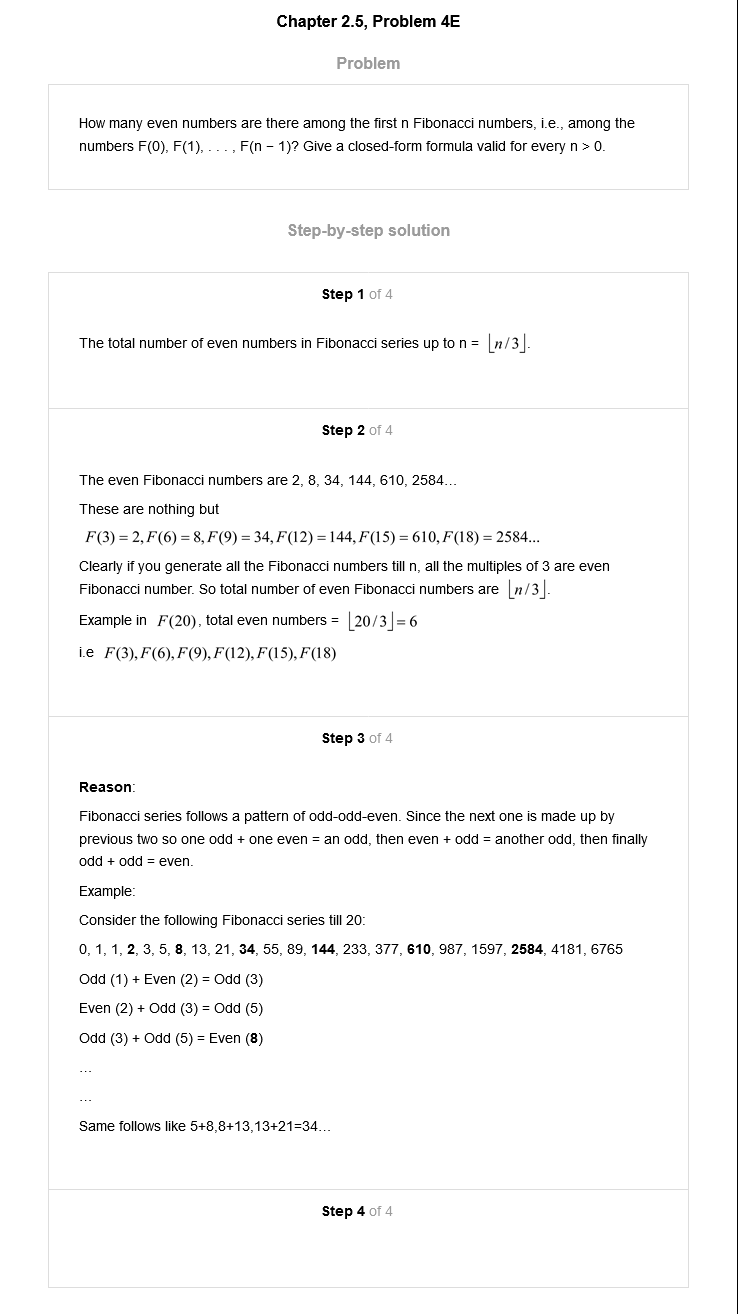 Chapter 2.5, Problem 4E
Problem
How many even numbers are there among the first n Fibonacci numbers, i.e., among the
numbers F(0), F(1), . . . , F(n − 1)? Give a closed-form formula valid for every n > 0.
Step-by-step solution
Step 1 of 4
The total number of even numbers in Fibonacci series up to n = ⌊n/3⌋.
Step 2 of 4
The even Fibonacci numbers are 2, 8, 34, 144, 610, 2584…
These are nothing but
F(3) = 2, F(6) = 8, F(9) = 34, F(12) = 144, F(15) = 610, F(18) = 2584...
Clearly if you generate all the Fibonacci numbers till n, all the multiples of 3 are even
Fibonacci number. So total number of even Fibonacci numbers are ⌊n/3⌋.
Example in F(20), total even numbers = ⌊20/3⌋ = 6
i.e F(3), F(6), F(9), F(12), F(15), F(18)
Step 3 of 4
Reason:
Fibonacci series follows a pattern of odd-odd-even. Since the next one is made up by
previous two so one odd + one even = an odd, then even + odd = another odd, then finally
odd + odd = even.
Example:
Consider the following Fibonacci series till 20:
0, 1, 1, 2, 3, 5, 8, 13, 21, 34, 55, 89, 144, 233, 377, 610, 987, 1597, 2584, 4181, 6765
Odd (1) + Even (2) = Odd (3)
Even (2) + Odd (3) = Odd (5)
Odd (3) + Odd (5) = Even (8)
…
…
Same follows like 5+8,8+13,13+21=34…
Step 4 of 4